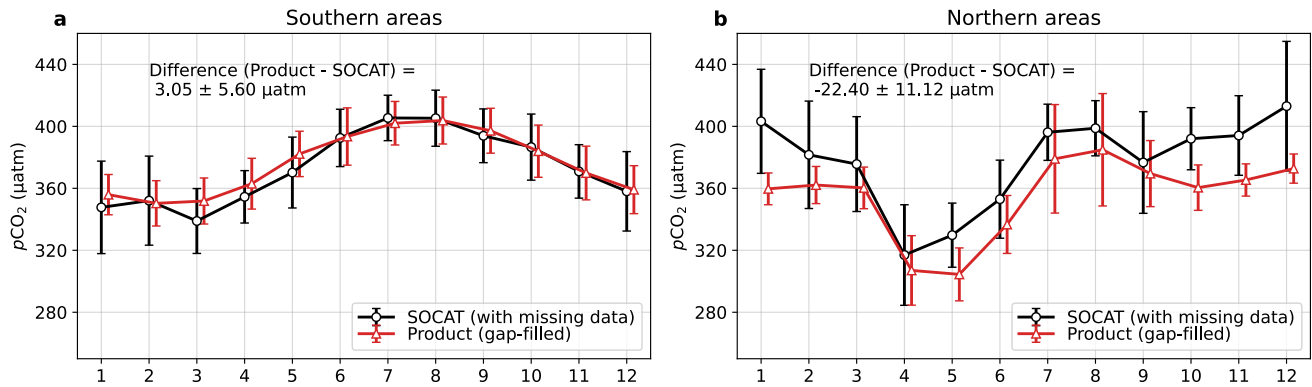 a
Southern areas
pCO₂ (μatm)
440
400
360
320
280
Difference (Product - SOCAT) =
3.05 ± 5.60 μatm
SOCAT (with missing data)
Product (gap-filled)
1 2 3 4 5 6 7 8 9 10 11 12
b
Northern areas
pCO₂ (μatm)
440
400
360
320
280
Difference (Product - SOCAT) =
-22.40 ± 11.12 μatm
SOCAT (with missing data)
Product (gap-filled)
1 2 3 4 5 6 7 8 9 10 11 12